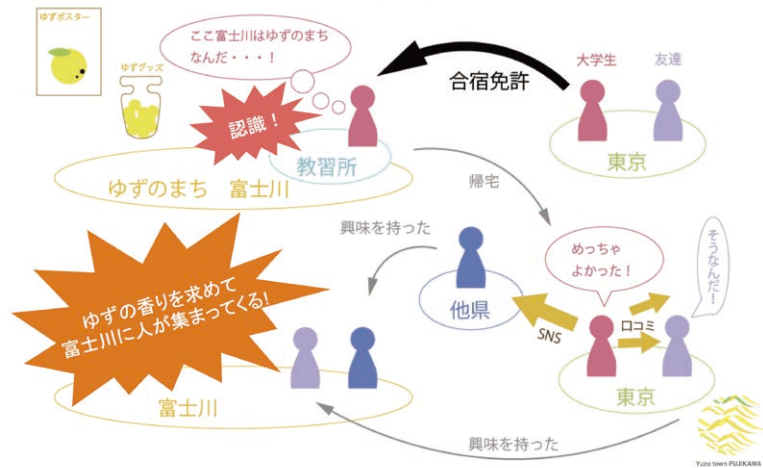 ゆずポスター
ゆずグッズ
ここ富士川はゆずのまち
なんだ・・・！
認識！
教習所
ゆずのまち　富士川
合宿免許
大学生
友達
東京
帰宅
興味を持った
めっちゃ
よかった！
そうなんだ！
他県
SNS
口コミ
東京
ゆずの香りを求めて
富士川に人が集まってくる!
富士川
興味を持った
Yuzu town FUJIKAWA